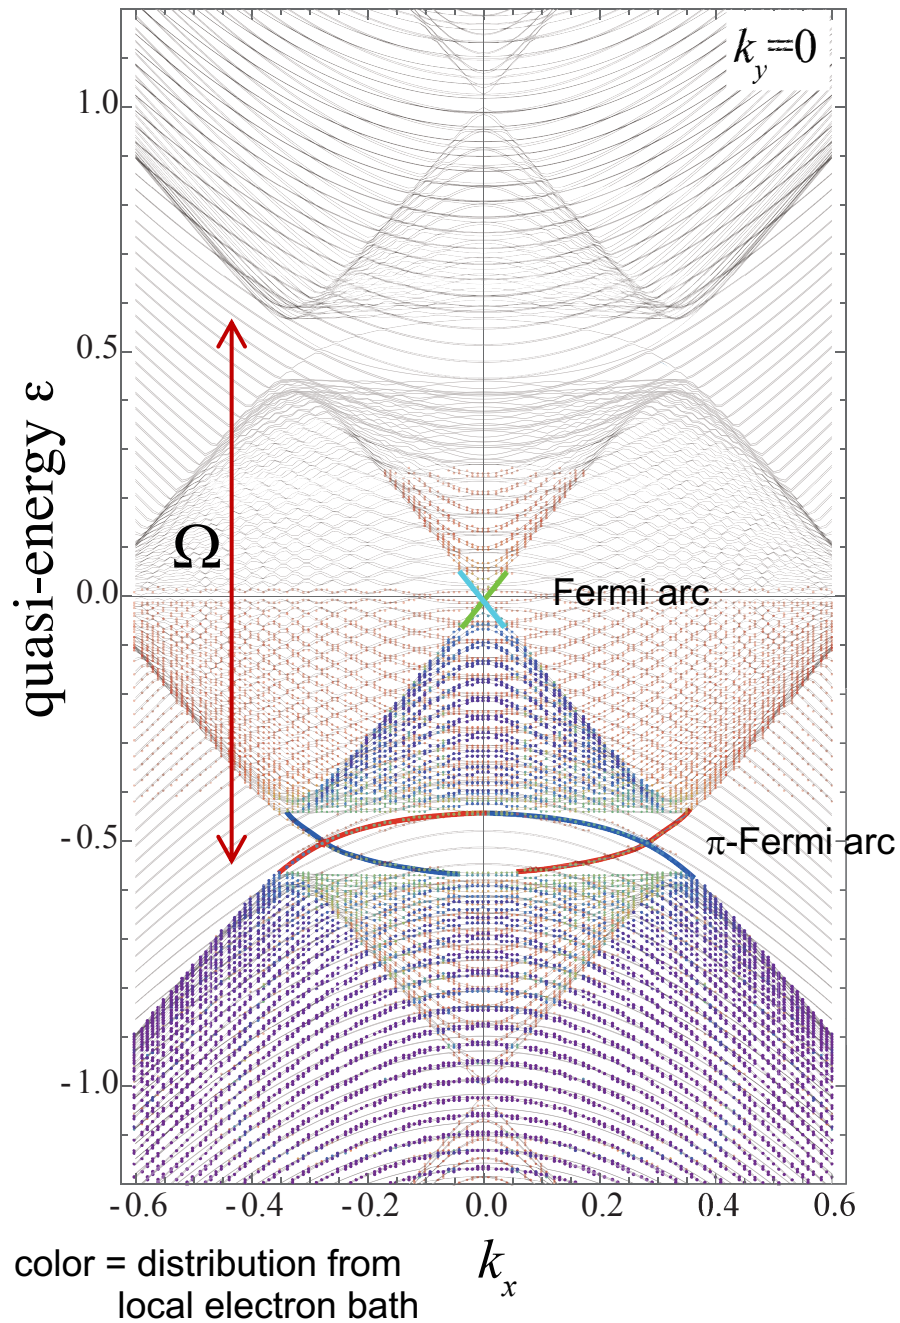 k_y=0
quasi-energy ε
1.0
0.5
0.0
-0.5
-1.0
Ω
Fermi arc
π-Fermi arc
-0.6 -0.4 -0.2 0.0 0.2 0.4 0.6
k_x
color = distribution from
local electron bath